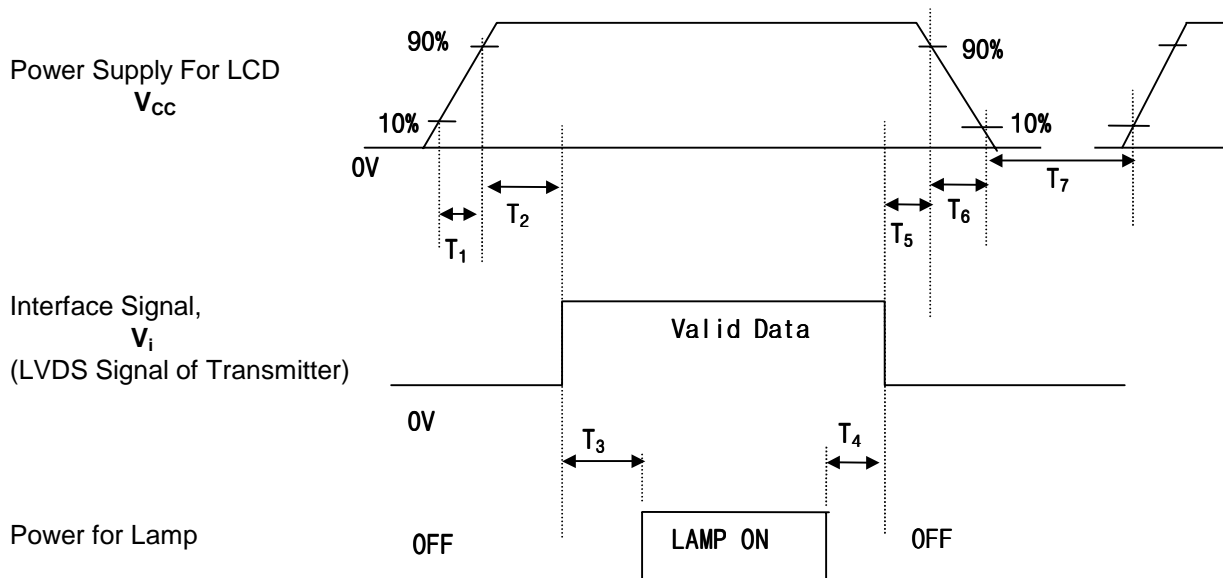 90%
90%
Power Supply For LCD
VCC
10%
10%
0V
T7
T2
T6
T5
T1
Interface Signal,
Vi
(LVDS Signal of Transmitter)
Valid Data
0V
T3
T4
Power for Lamp
OFF
LAMP ON
OFF